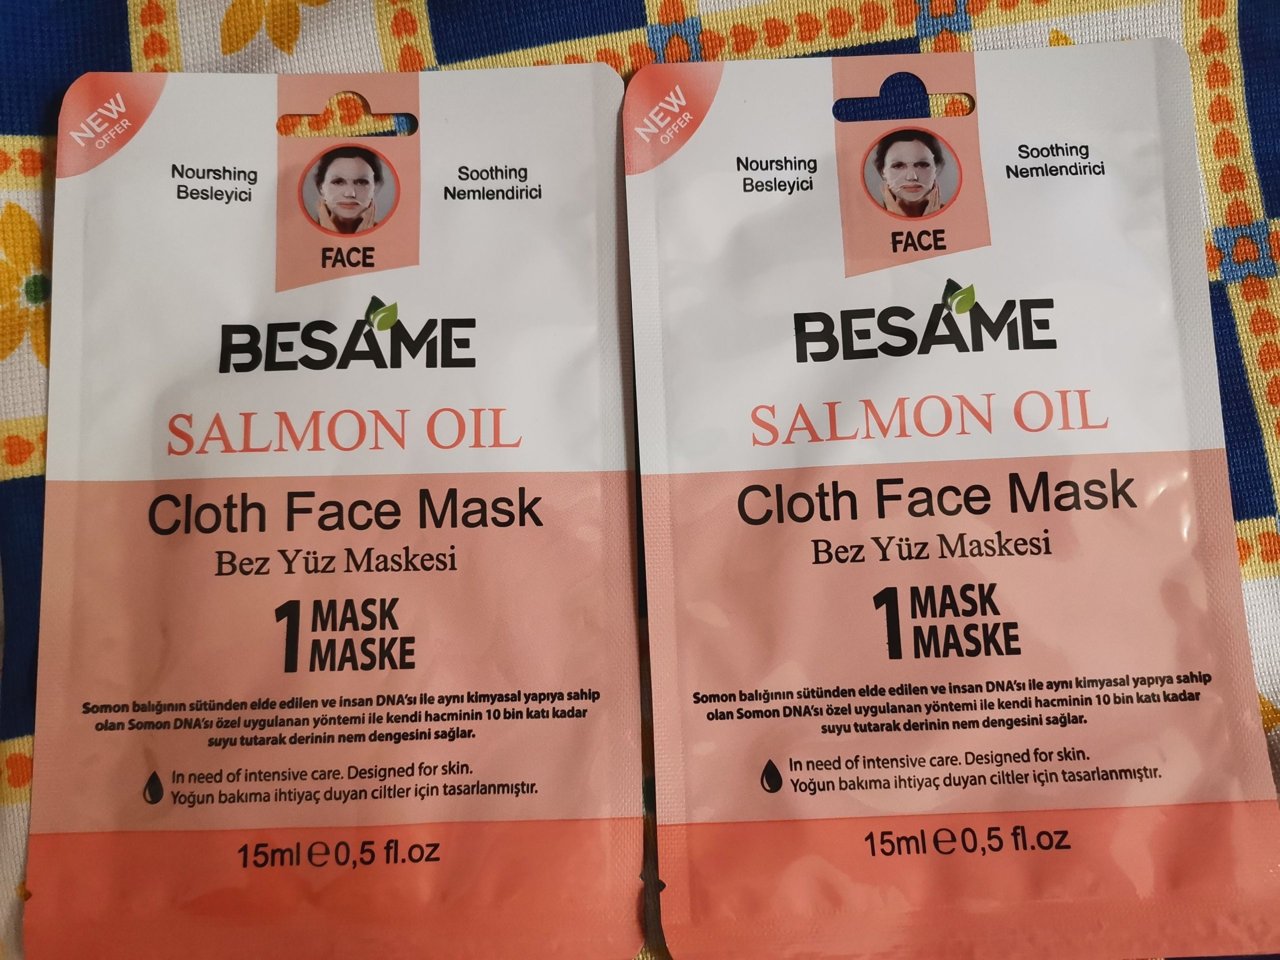 NEW
OFFER
Nourshing
Besleyici
FACE
Soothing
Nemlendirici
BESAME
SALMON OIL
Cloth Face Mask
Bez Yüz Maskesi
1 MASK
MASKE
Somon balığının sütünden elde edilen ve insan DNA'sı ile aynı kimyasal yapıya sahip
olan Somon DNA'sı özel uygulanan yöntemi ile kendi hacminin 10 bin katı kadar
suyu tutarak derinin nem dengesini sağlar.
In need of intensive care. Designed for skin.
Yoğun bakıma ihtiyaç duyan ciltler için tasarlanmıştır.
15ml ℮ 0,5 fl.oz
NEW
OFFER
Nourshing
Besleyici
FACE
Soothing
Nemlendirici
BESAME
SALMON OIL
Cloth Face Mask
Bez Yüz Maskesi
1 MASK
MASKE
Somon balığının sütünden elde edilen ve insan DNA'sı ile aynı kimyasal yapıya sahip
olan Somon DNA'sı özel uygulanan yöntemi ile kendi hacminin 10 bin katı kadar
suyu tutarak derinin nem dengesini sağlar.
In need of intensive care. Designed for skin.
Yoğun bakıma ihtiyaç duyan ciltler için tasarlanmıştır.
15ml ℮ 0,5 fl.oz